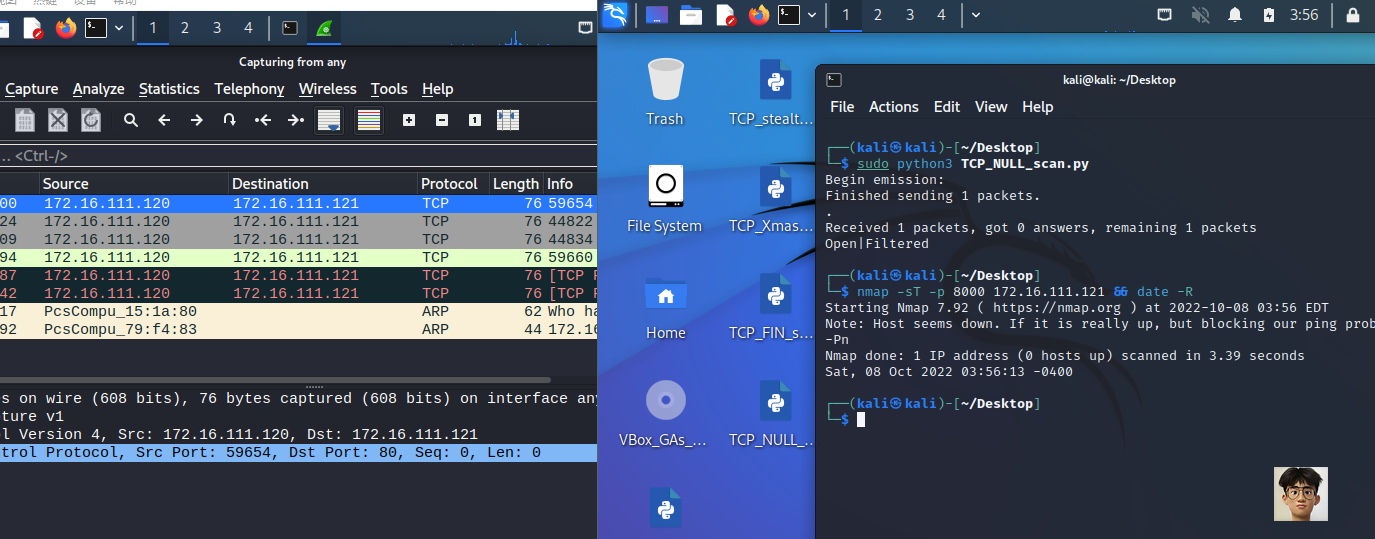 热键 设备 帮助
1 2 3 4
Capturing from any
Capture Analyze Statistics Telephony Wireless Tools Help
… <Ctrl-/>
Source Destination Protocol Length Info
00 172.16.111.120 172.16.111.121 TCP 76 59654
24 172.16.111.120 172.16.111.121 TCP 76 44822
09 172.16.111.120 172.16.111.121 TCP 76 44834
94 172.16.111.120 172.16.111.121 TCP 76 59660
87 172.16.111.120 172.16.111.121 TCP 76 [TCP
42 172.16.111.120 172.16.111.121 TCP 76 [TCP
17 PcsCompu_15:1a:80 ARP 62 Who ha
92 PcsCompu_79:f4:83 ARP 44 172.16
es on wire (608 bits), 76 bytes captured (608 bits) on interface any
ture v1
ol Version 4, Src: 172.16.111.120, Dst: 172.16.111.121
trol Protocol, Src Port: 59654, Dst Port: 80, Seq: 0, Len: 0
1 2 3 4 3:56
Trash
TCP_stealt...
File System
TCP_Xmas...
Home
TCP_FIN_s...
VBox_GAs_...
TCP_NULL_...
kali@kali: ~/Desktop
File Actions Edit View Help
┌──(kali㉿kali)-[~/Desktop]
└─$ sudo python3 TCP_NULL_scan.py
Begin emission:
Finished sending 1 packets.
.
Received 1 packets, got 0 answers, remaining 1 packets
Open|Filtered
┌──(kali㉿kali)-[~/Desktop]
└─$ nmap -sT -p 8000 172.16.111.121 && date -R
Starting Nmap 7.92 ( https://nmap.org ) at 2022-10-08 03:56 EDT
Note: Host seems down. If it is really up, but blocking our ping prob
-Pn
Nmap done: 1 IP address (0 hosts up) scanned in 3.39 seconds
Sat, 08 Oct 2022 03:56:13 -0400
┌──(kali㉿kali)-[~/Desktop]
└─$